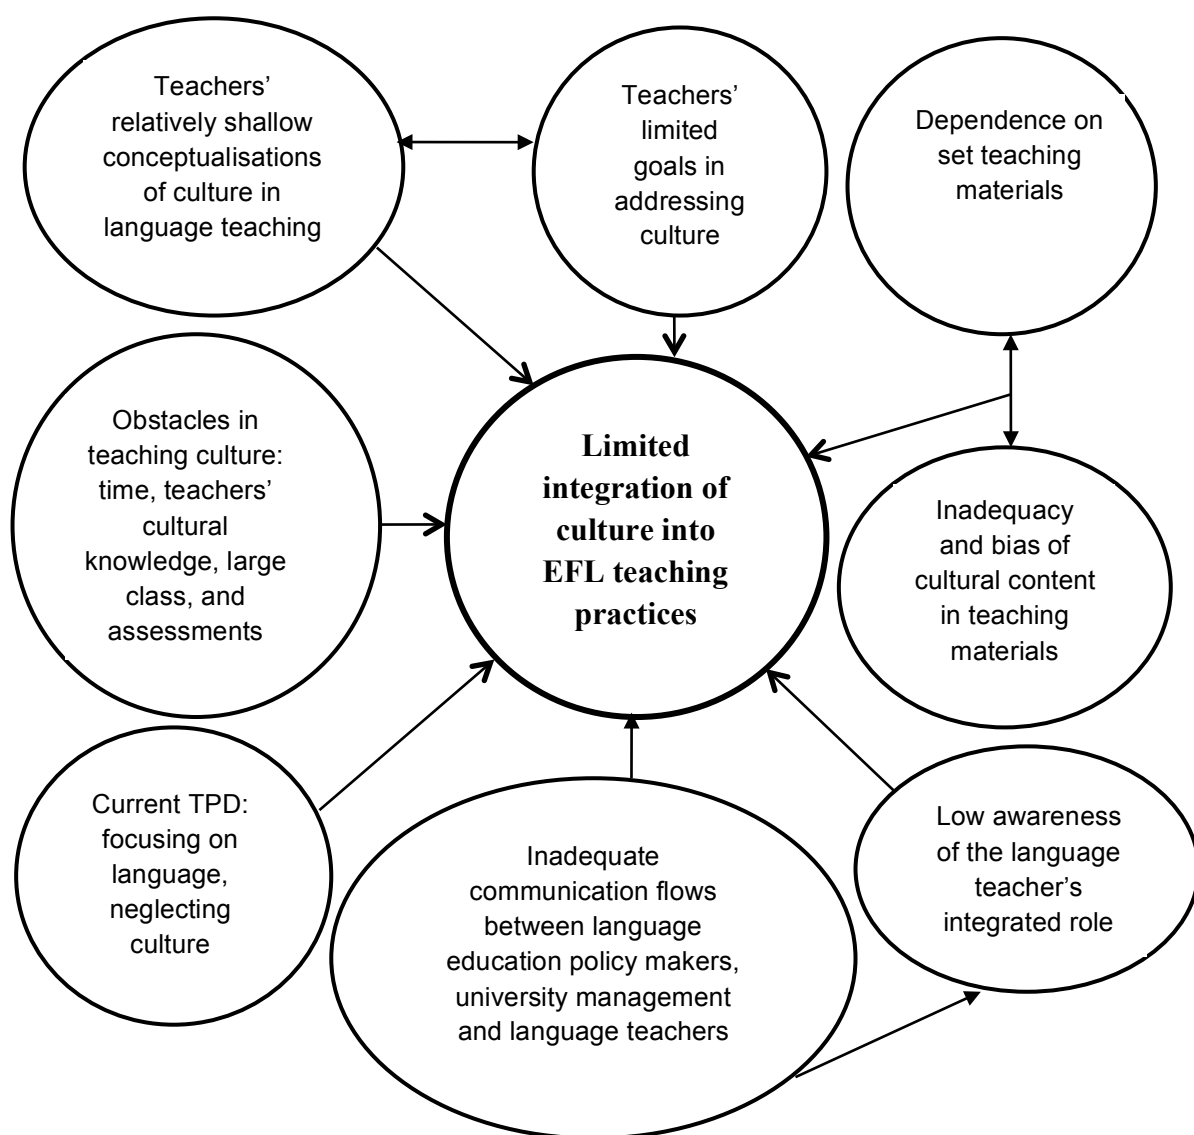 Teachers’
relatively shallow
conceptualisations
of culture in
language teaching
Teachers’
limited
goals in
addressing
culture
Dependence on
set teaching
materials
Obstacles in
teaching culture:
time, teachers’
cultural
knowledge, large
class, and
assessments
Limited
integration of
culture into
EFL teaching
practices
Inadequacy
and bias of
cultural content
in teaching
materials
Current TPD:
focusing on
language,
neglecting
culture
Inadequate
communication flows
between language
education policy makers,
university management
and language teachers
Low awareness
of the language
teacher’s
integrated role